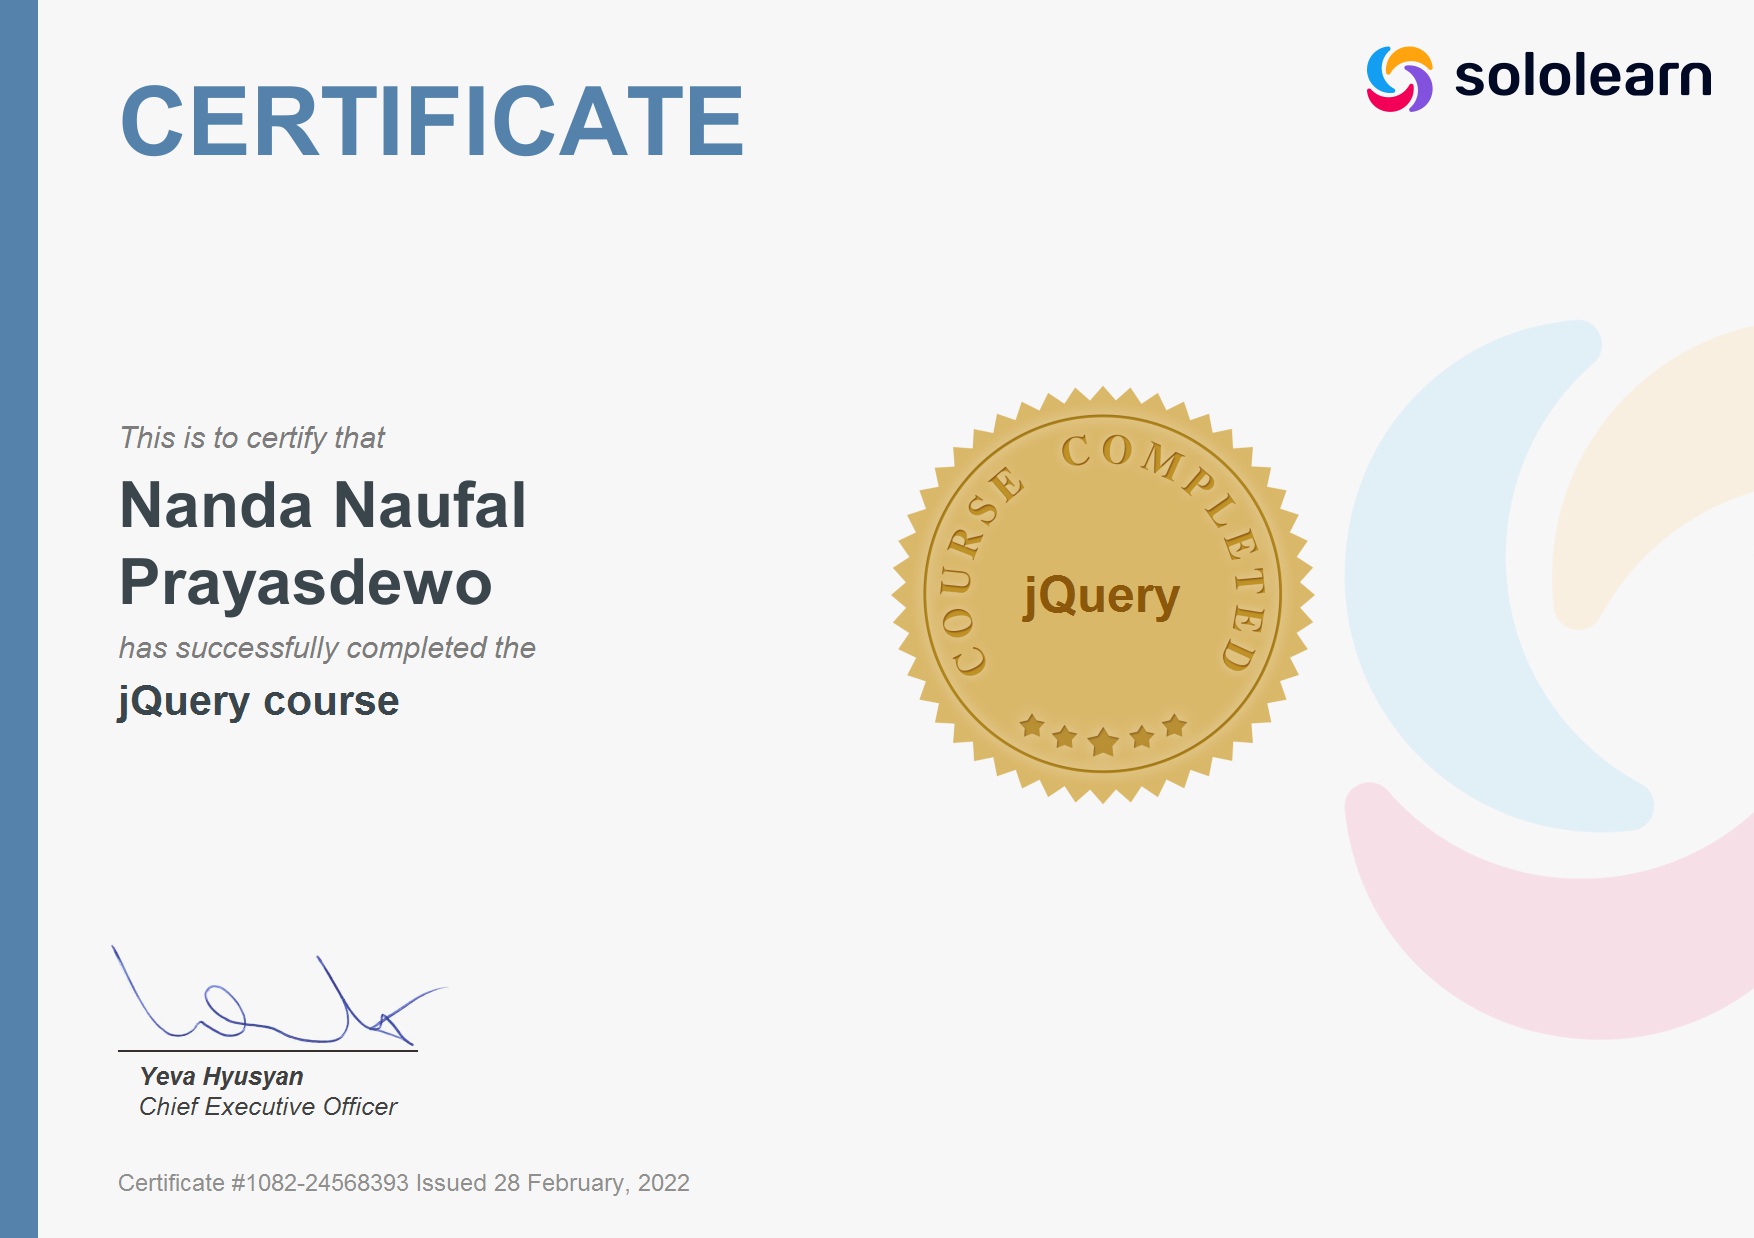 CERTIFICATE
sololearn
This is to certify that
Nanda Naufal
Prayasdewo
has successfully completed the
jQuery course
COURSE COMPLETED
jQuery
Yeva Hyusyan
Chief Executive Officer
Certificate #1082-24568393 Issued 28 February, 2022